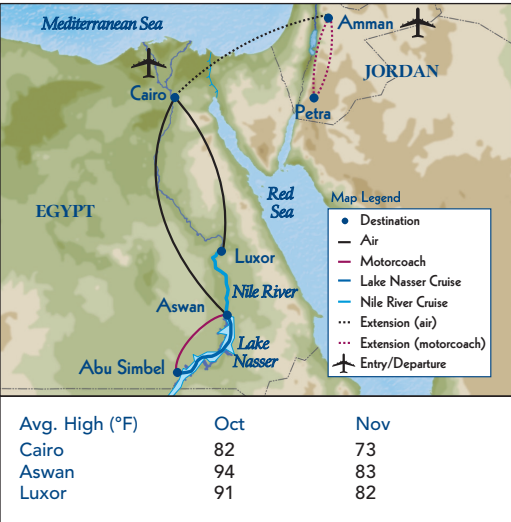 Mediterranean Sea
Amman
JORDAN
Cairo
Petra
Red
Sea
EGYPT
Luxor
Nile River
Aswan
Lake
Nasser
Abu Simbel
Map Legend
Destination
Air
Motorcoach
Lake Nasser Cruise
Nile River Cruise
Extension (air)
Extension (motorcoach)
Entry/Departure
Avg. High (°F) Oct Nov
Cairo 82 73
Aswan 94 83
Luxor 91 82